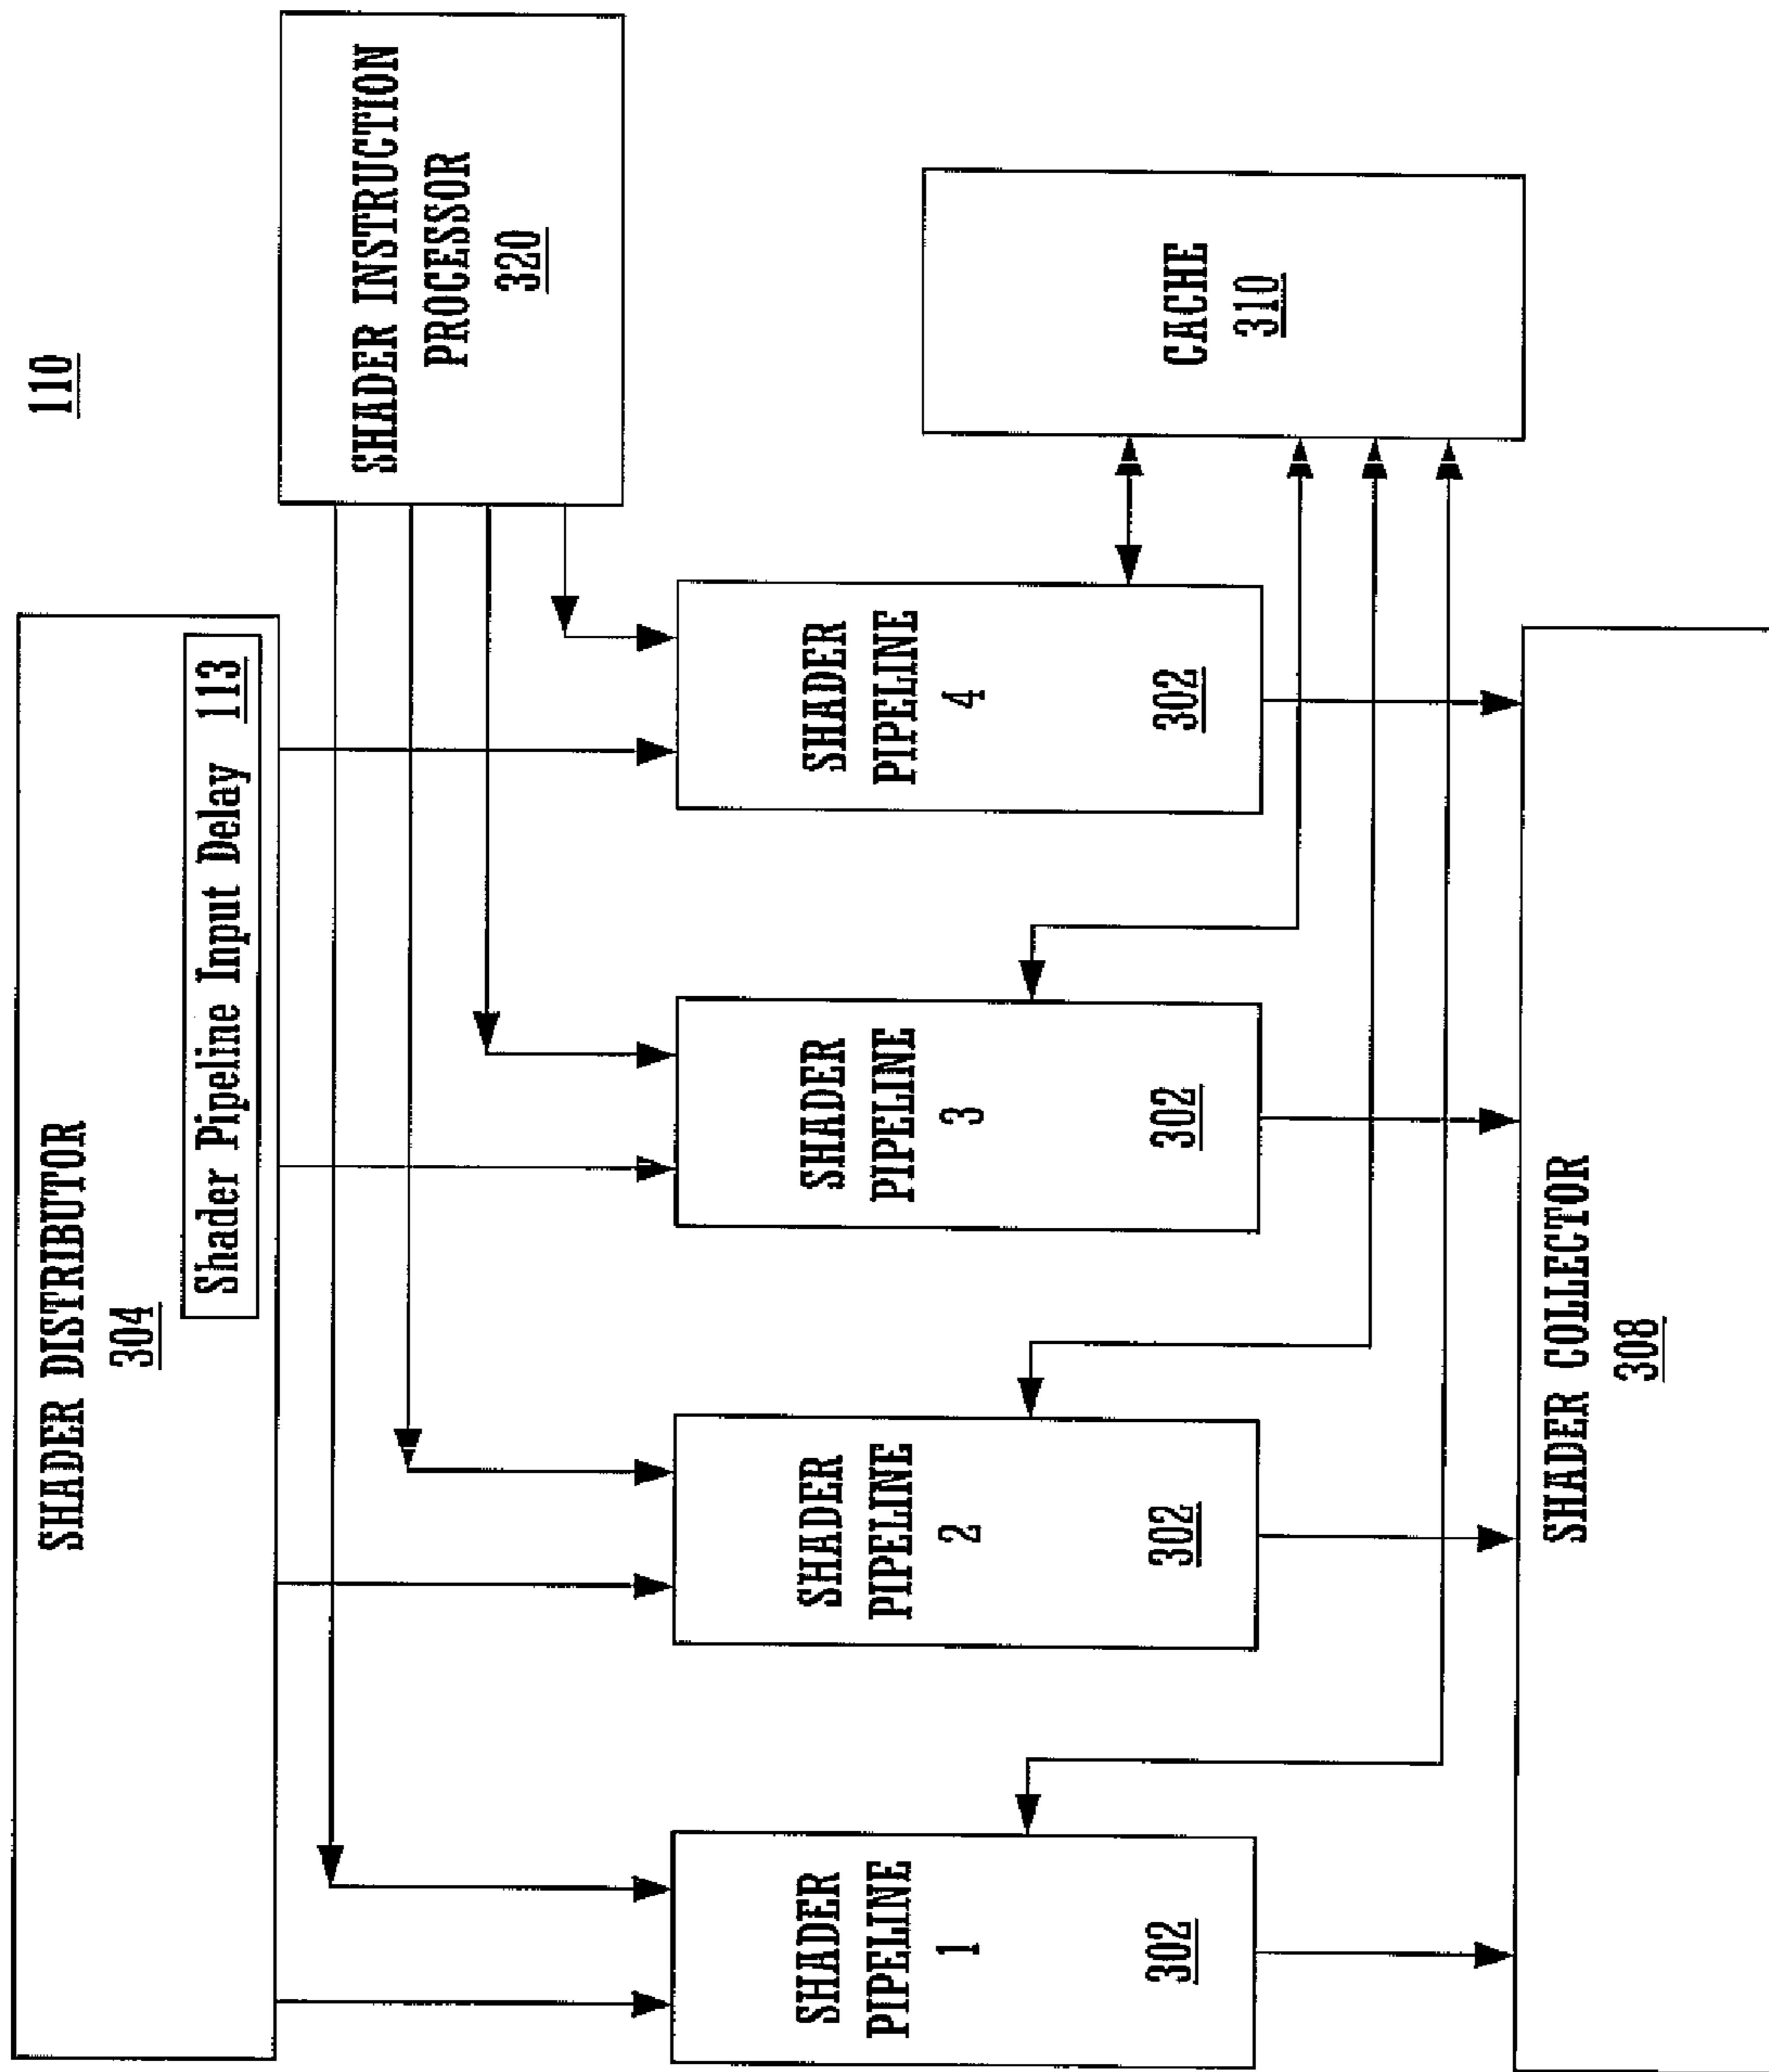 110
SHADER DISTRIBUTOR
304
Shader Pipeline Input Delay 113
SHADER INSTRUCTION
PROCESSOR
320
SHADER
PIPELINE
1
302
SHADER
PIPELINE
2
302
SHADER
PIPELINE
3
302
SHADER
PIPELINE
4
302
CACHE
310
SHADER COLLECTOR
308